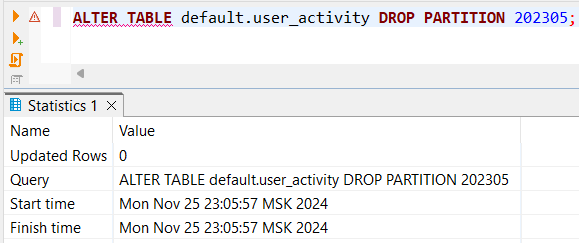 ALTER TABLE default.user_activity DROP PARTITION 202305;
Statistics 1
Name Value
Updated Rows 0
Query ALTER TABLE default.user_activity DROP PARTITION 202305
Start time Mon Nov 25 23:05:57 MSK 2024
Finish time Mon Nov 25 23:05:57 MSK 2024